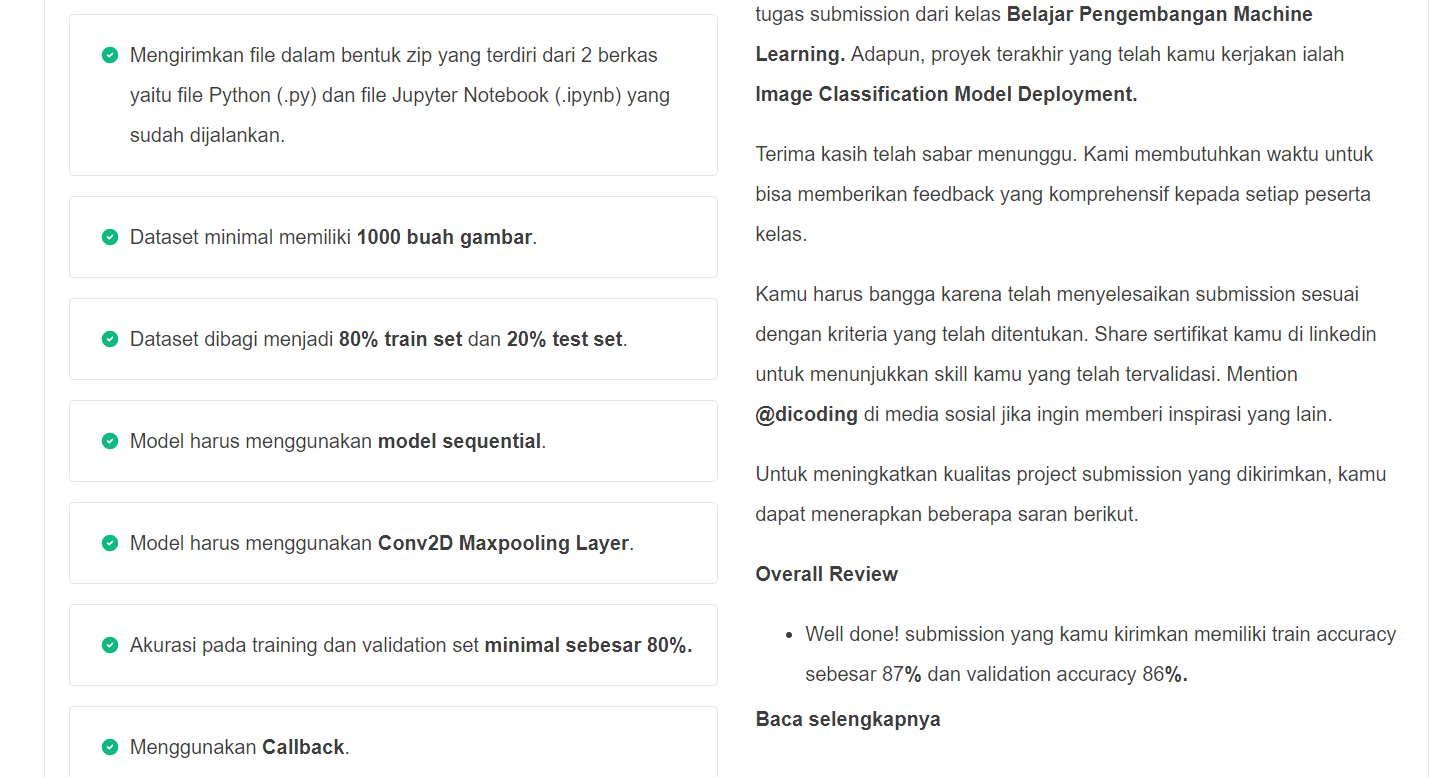 Mengirimkan file dalam bentuk zip yang terdiri dari 2 berkas
yaitu file Python (.py) dan file Jupyter Notebook (.ipynb) yang
sudah dijalankan.
Dataset minimal memiliki 1000 buah gambar.
Dataset dibagi menjadi 80% train set dan 20% test set.
Model harus menggunakan model sequential.
Model harus menggunakan Conv2D Maxpooling Layer.
Akurasi pada training dan validation set minimal sebesar 80%.
Menggunakan Callback.
tugas submission dari kelas Belajar Pengembangan Machine
Learning. Adapun, proyek terakhir yang telah kamu kerjakan ialah
Image Classification Model Deployment.
Terima kasih telah sabar menunggu. Kami membutuhkan waktu untuk
bisa memberikan feedback yang komprehensif kepada setiap peserta
kelas.
Kamu harus bangga karena telah menyelesaikan submission sesuai
dengan kriteria yang telah ditentukan. Share sertifikat kamu di linkedin
untuk menunjukkan skill kamu yang telah tervalidasi. Mention
@dicoding di media sosial jika ingin memberi inspirasi yang lain.
Untuk meningkatkan kualitas project submission yang dikirimkan, kamu
dapat menerapkan beberapa saran berikut.
Overall Review
• Well done! submission yang kamu kirimkan memiliki train accuracy
sebesar 87% dan validation accuracy 86%.
Baca selengkapnya